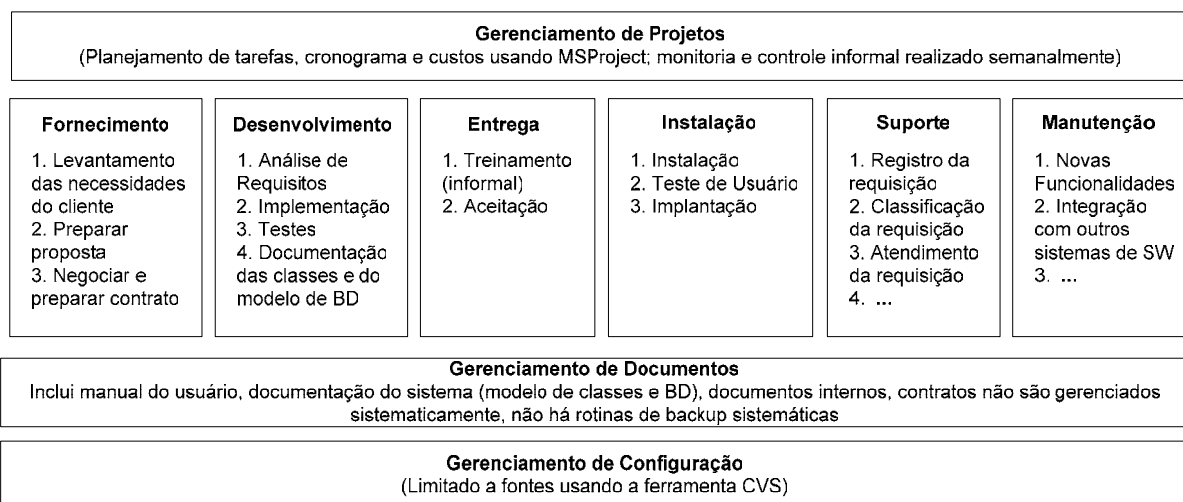 Gerenciamento de Projetos
(Planejamento de tarefas, cronograma e custos usando MSProject; monitoria e controle informal realizado semanalmente)
Fornecimento
1. Levantamento
das necessidades
do cliente
2. Preparar
proposta
3. Negociar e
preparar contrato
Desenvolvimento
1. Análise de
Requisitos
2. Implementação
3. Testes
4. Documentação
das classes e do
modelo de BD
Entrega
1. Treinamento
(informal)
2. Aceitação
Instalação
1. Instalação
2. Teste de Usuário
3. Implantação
Suporte
1. Registro da
requisição
2. Classificação
da requisição
3. Atendimento
da requisição
4. ...
Manutenção
1. Novas
Funcionalidades
2. Integração
com outros
sistemas de SW
3. ...
Gerenciamento de Documentos
Inclui manual do usuário, documentação do sistema (modelo de classes e BD), documentos internos, contratos não são gerenciados
sistematicamente, não há rotinas de backup sistemáticas
Gerenciamento de Configuração
(Limitado a fontes usando a ferramenta CVS)